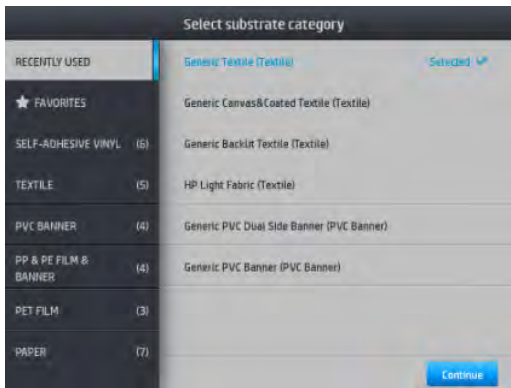 Select substrate category
RECENTLY USED
FAVORITES
SELF-ADHESIVE VINYL (6)
TEXTILE (5)
PVC BANNER (4)
PP & PE FILM &
BANNER (4)
PET FILM (3)
PAPER (7)
Generic Textile (Textile) Selected
Generic Canvas&Coated Textile (Textile)
Generic Backlit Textile (Textile)
HP Light Fabric (Textile)
Generic PVC Dual Side Banner (PVC Banner)
Generic PVC Banner (PVC Banner)
Continue